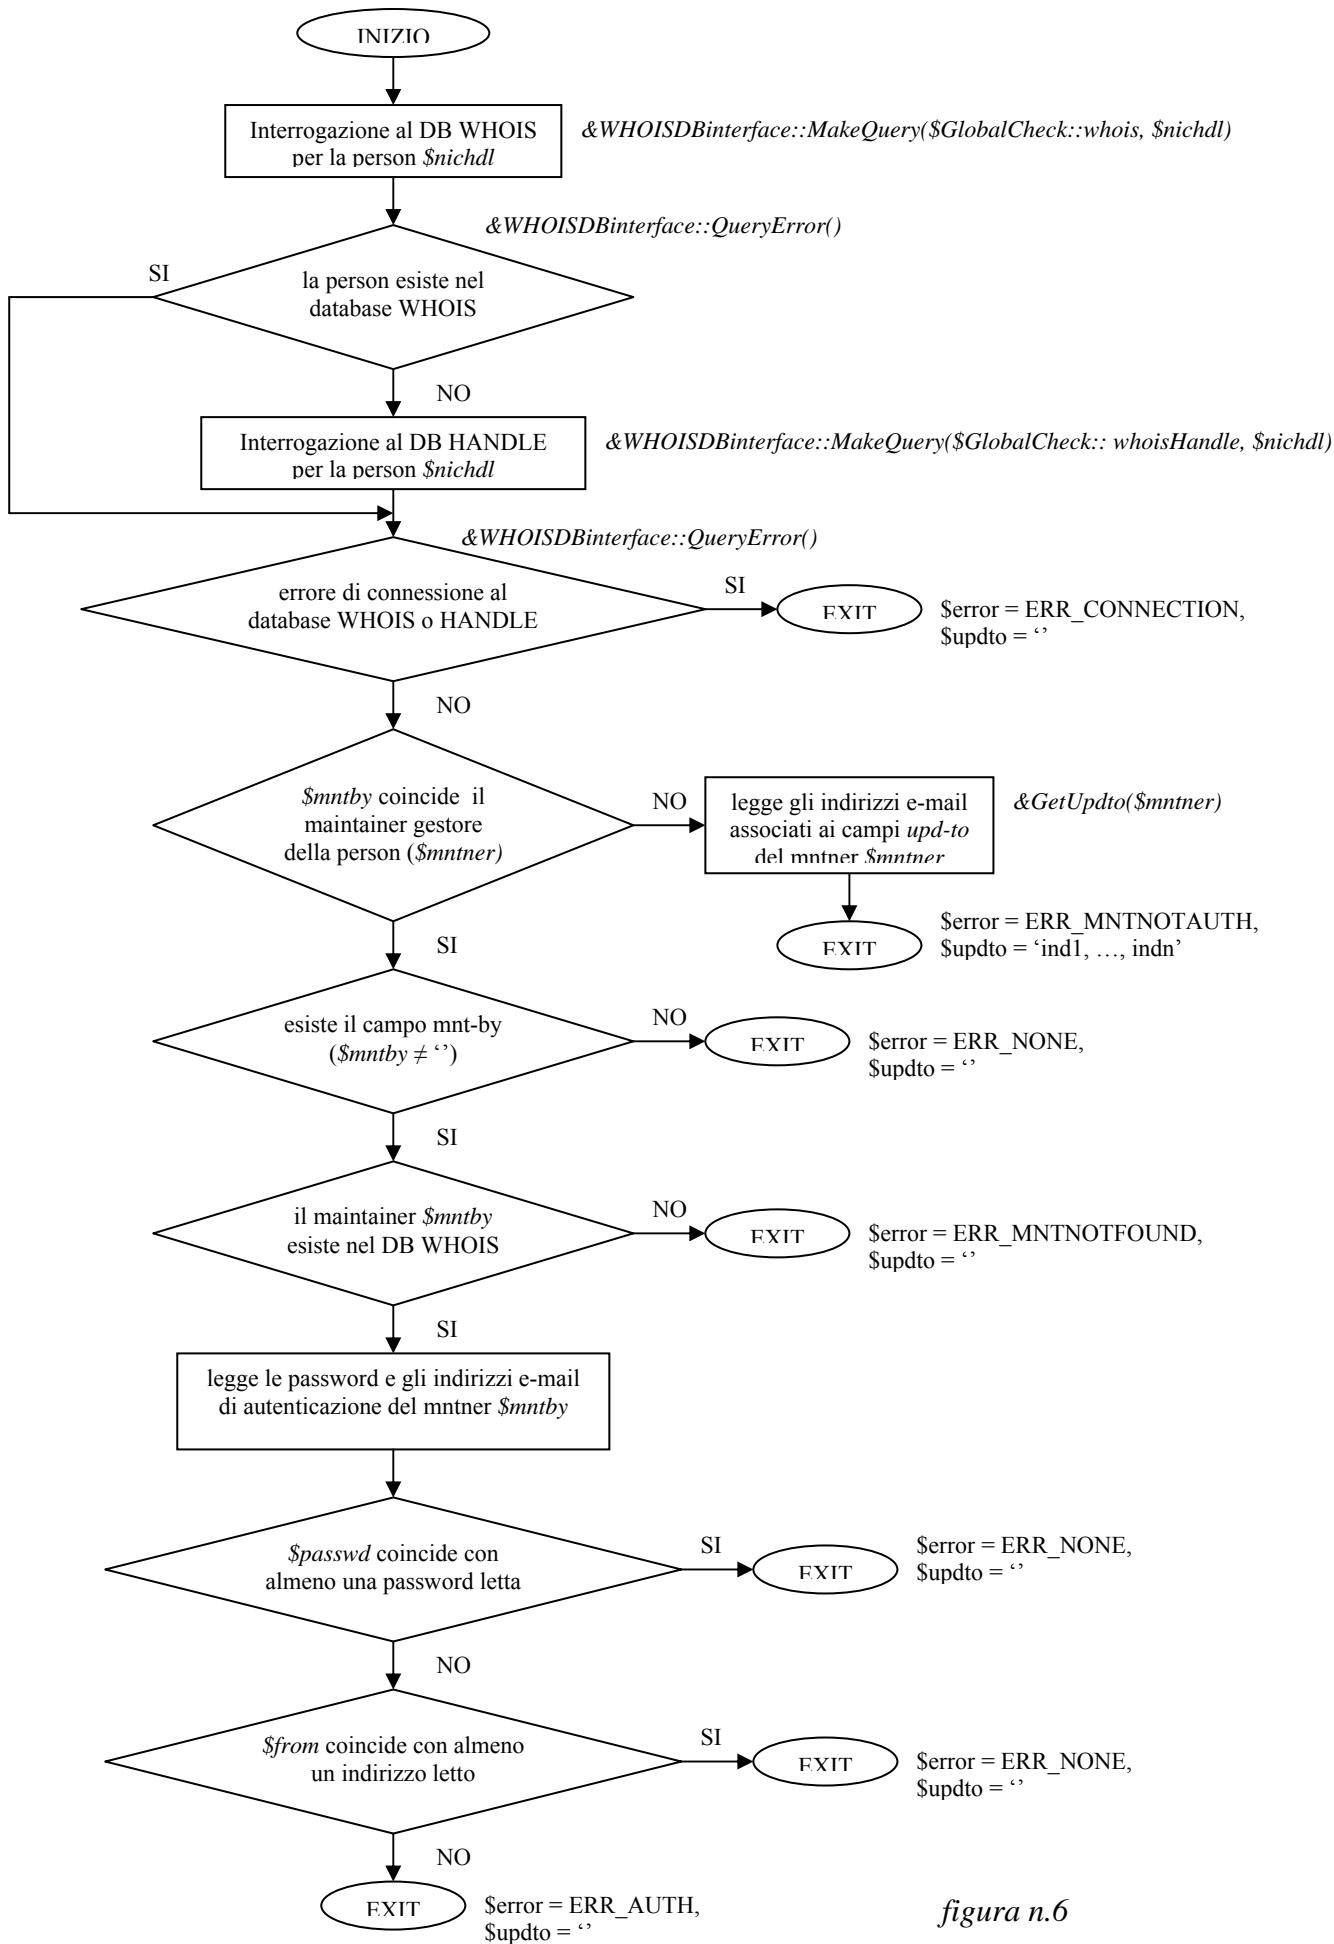 INIZIO
Interrogazione al DB WHOIS
per la person $nichdl
&WHOISDBinterface::MakeQuery($GlobalCheck::whois, $nichdl)
&WHOISDBinterface::QueryError()
SI
la person esiste nel
database WHOIS
NO
Interrogazione al DB HANDLE
per la person $nichdl
&WHOISDBinterface::MakeQuery($GlobalCheck:: whoisHandle, $nichdl)
&WHOISDBinterface::QueryError()
errore di connessione al
database WHOIS o HANDLE
SI
EXIT
$error = ERR_CONNECTION,
$updto = ‘’
NO
$mntby coincide il
maintainer gestore
della person ($mntner)
NO
legge gli indirizzi e-mail
associati ai campi upd-to
del mntner $mntner
&GetUpdto($mntner)
EXIT
$error = ERR_MNTNOTAUTH,
$updto = ‘ind1, …, indn’
SI
esiste il campo mnt-by
($mntby ≠ ‘’)
NO
EXIT
$error = ERR_NONE,
$updto = ‘’
SI
il maintainer $mntby
esiste nel DB WHOIS
NO
EXIT
$error = ERR_MNTNOTFOUND,
$updto = ‘’
SI
legge le password e gli indirizzi e-mail
di autenticazione del mntner $mntby
$passwd coincide con
almeno una password letta
SI
EXIT
$error = ERR_NONE,
$updto = ‘’
NO
$from coincide con almeno
un indirizzo letto
SI
EXIT
$error = ERR_NONE,
$updto = ‘’
NO
EXIT
$error = ERR_AUTH,
$updto = ‘’
figura n.6